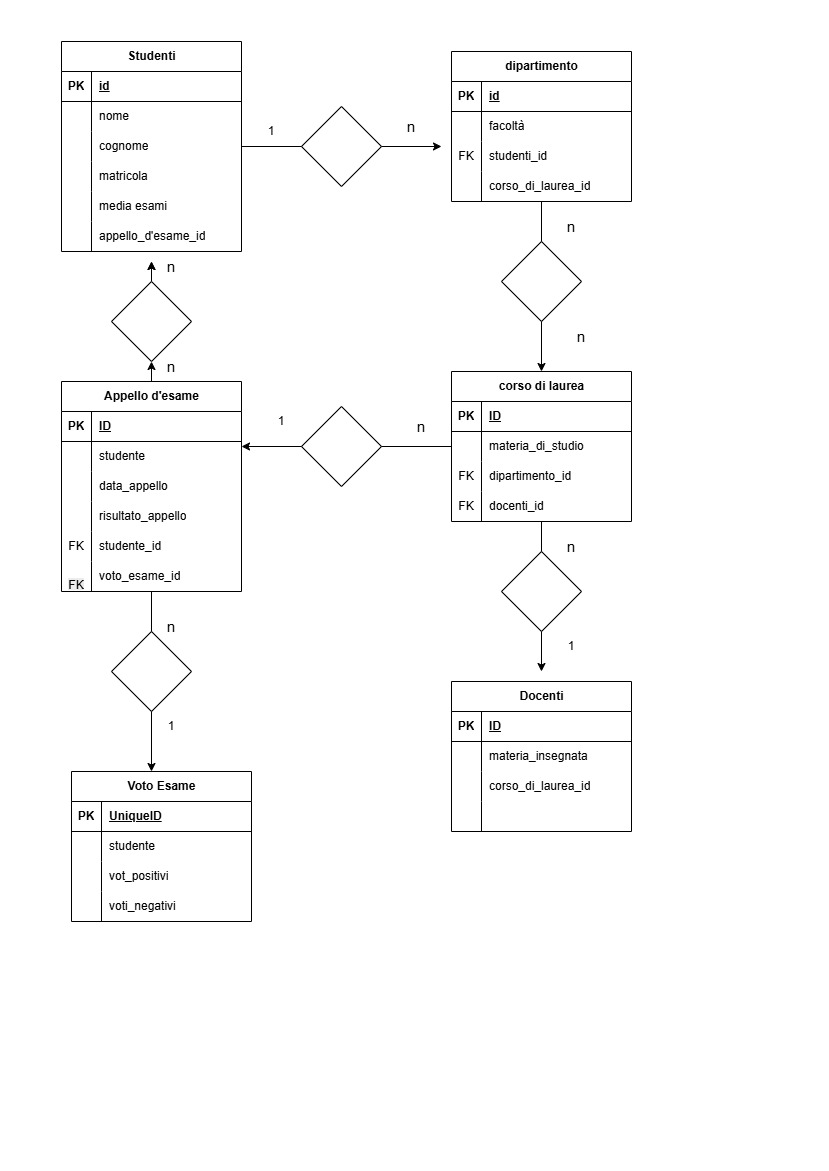 Studenti
PK id
nome
cognome
matricola
media esami
appello_d'esame_id
1
n
dipartimento
PK id
facoltà
FK studenti_id
corso_di_laurea_id
n
n
n
n
Appello d'esame
PK ID
studente
data_appello
risultato_appello
FK studente_id
FK voto_esame_id
1
n
corso di laurea
PK ID
materia_di_studio
FK dipartimento_id
FK docenti_id
n
1
n
1
Voto Esame
PK UniqueID
studente
vot_positivi
voti_negativi
Docenti
PK ID
materia_insegnata
corso_di_laurea_id